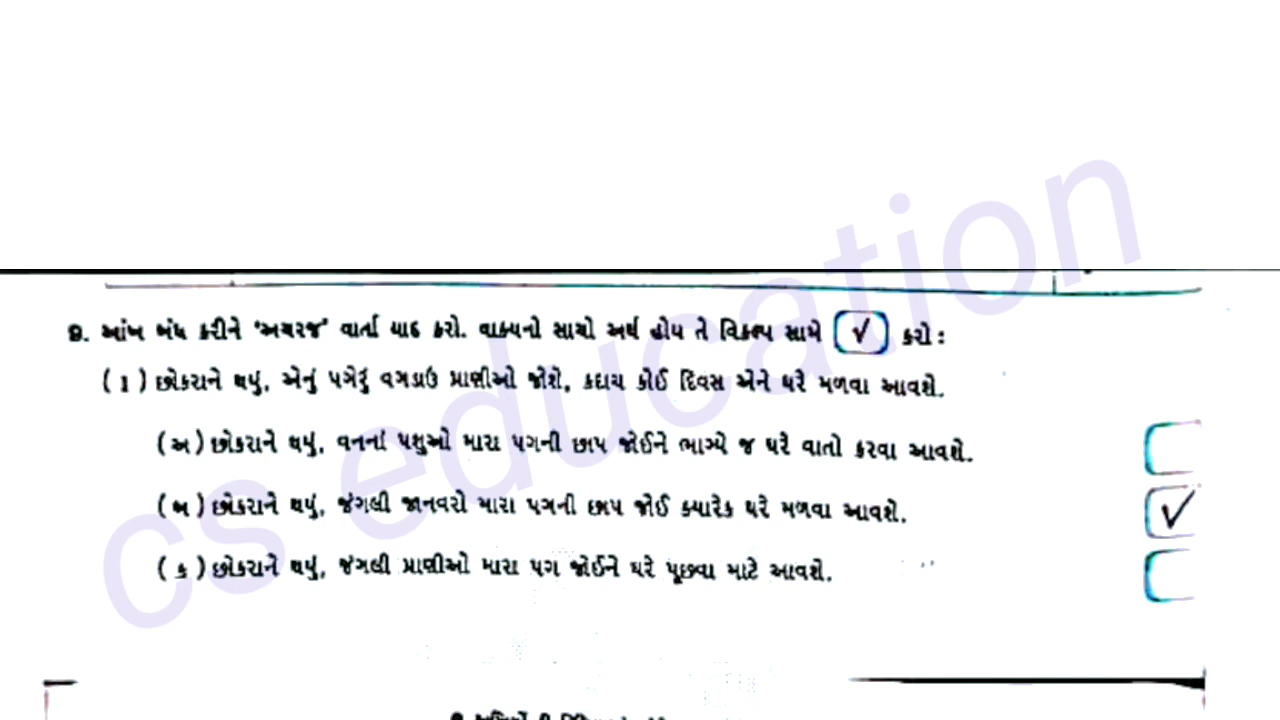 9. આંખ બંધ કરીને ‘અચરજ’ વાર્તા યાદ કરો. વાક્યનો સાચો અર્થ હોય તે વિકલ્પ સામે ✓ કરો :
(1) છોકરાને થયું, એનું પગેરું વગડાઉ પ્રાણીઓ જોશે, કદાચ કોઈ દિવસ એને ઘરે મળવા આવશે.
(અ) છોકરાને થયું, વનનાં પશુઓ મારા પગની છાપ જોઈને ભાગ્યે જ ઘરે વાતો કરવા આવશે.
(બ) છોકરાને થયું, જંગલી જાનવરો મારા પગની છાપ જોઈ ક્યારેક ઘરે મળવા આવશે. ✓
(ક) છોકરાને થયું, જંગલી પ્રાણીઓ મારા પગ જોઈને ઘરે પૂછવા માટે આવશે.
cs education